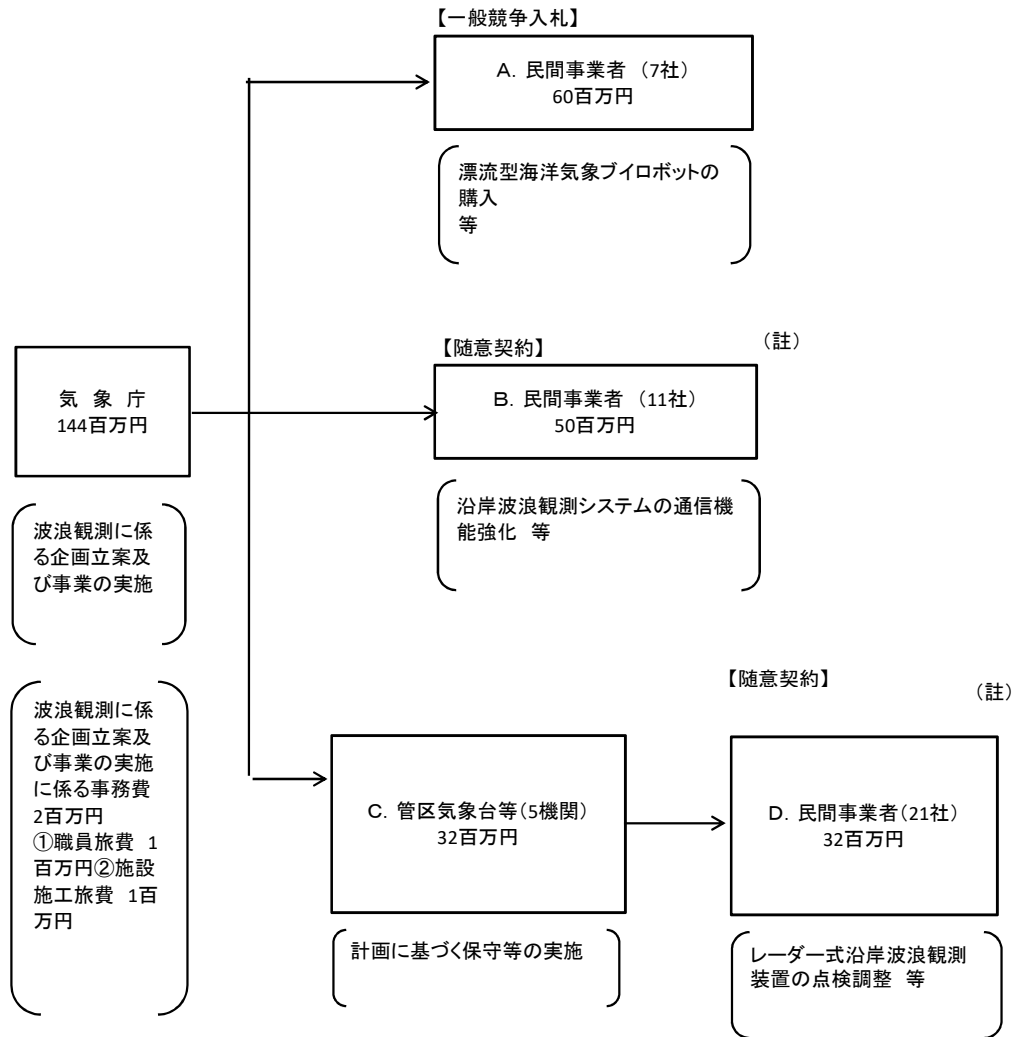 【一般競争入札】
A. 民間事業者 （7社）
60百万円
漂流型海洋気象ブイロボットの
購入
等
【随意契約】
（註）
B. 民間事業者 （11社）
50百万円
沿岸波浪観測システムの通信機
能強化 等
気 象 庁
144百万円
波浪観測に係
る企画立案及
び事業の実施
波浪観測に係
る企画立案及
び事業の実施
に係る事務費
2百万円
①職員旅費 1
百万円②施設
施工旅費 1百
万円
C. 管区気象台等（5機関）
32百万円
計画に基づく保守等の実施
【随意契約】
（註）
D. 民間事業者（21社）
32百万円
レーダー式沿岸波浪観測
装置の点検調整 等